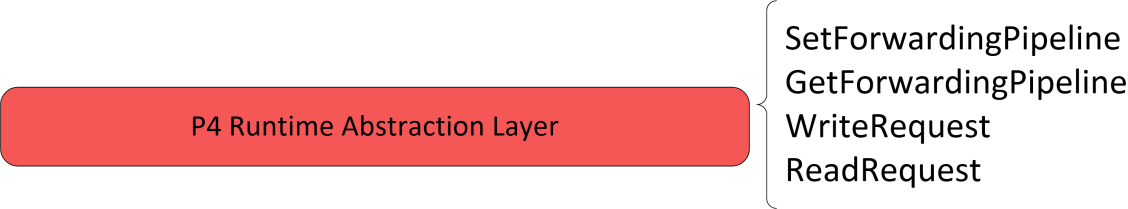 P4 Runtime Abstraction Layer
SetForwardingPipeline
GetForwardingPipeline
WriteRequest
ReadRequest